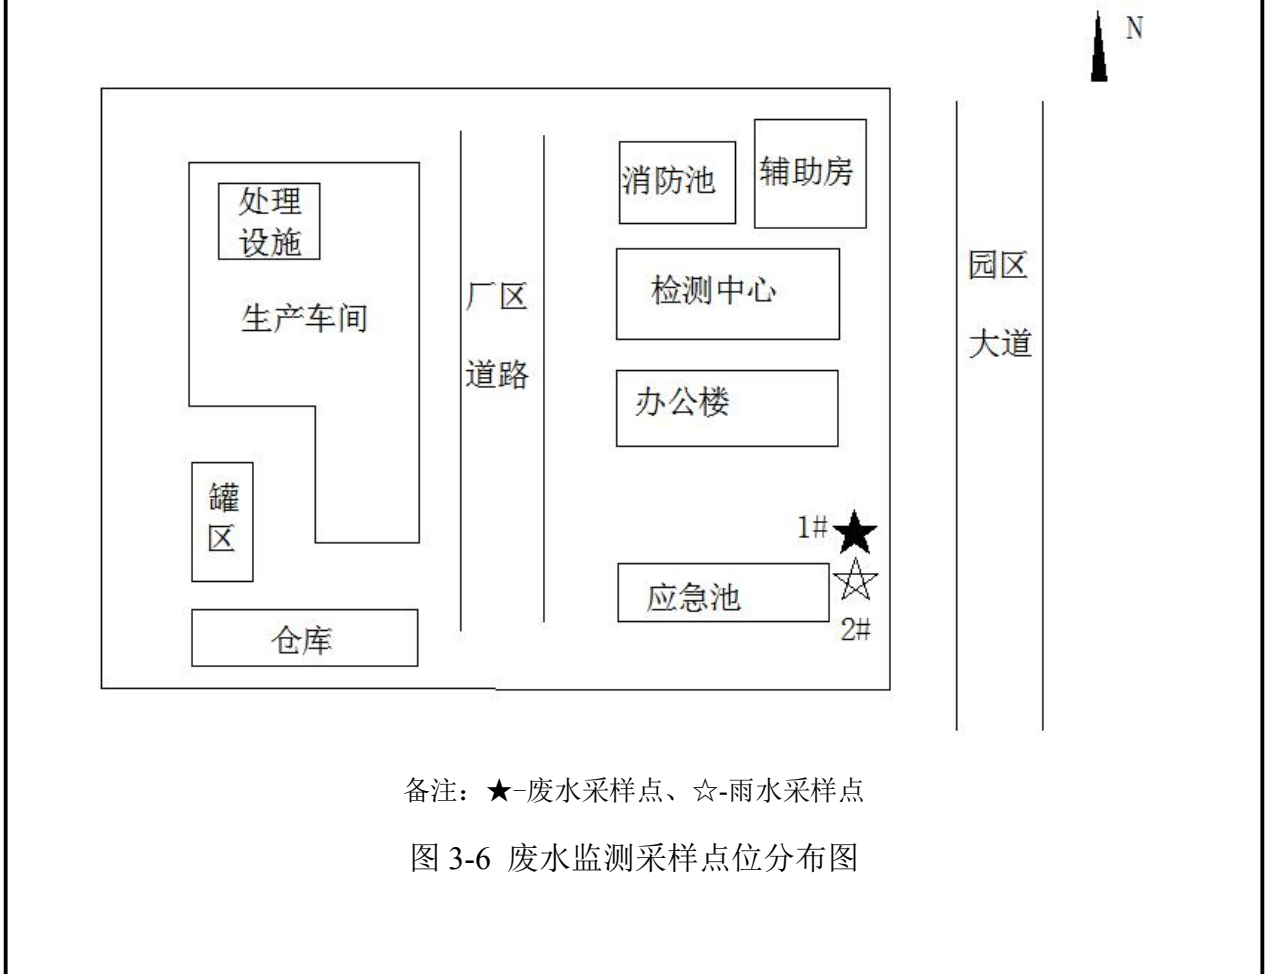 N
消防池
辅助房
处理
设施
检测中心
园区
大道
生产车间
厂区
道路
办公楼
罐
区
1#
应急池
2#
仓库
备注：★-废水采样点、☆-雨水采样点
图 3-6 废水监测采样点位分布图